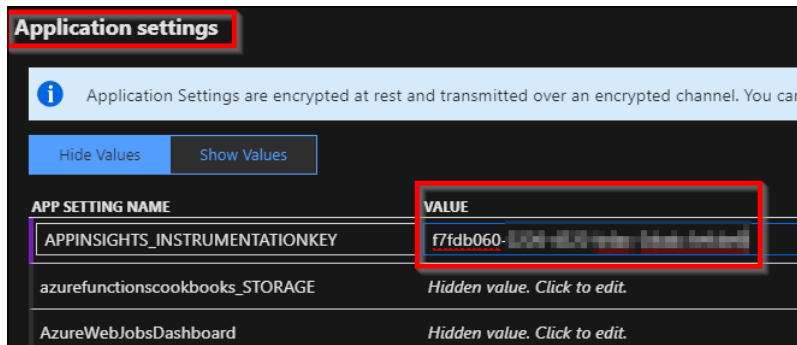 Application settings
Application Settings are encrypted at rest and transmitted over an encrypted channel. You can
Hide Values Show Values
APP SETTING NAME VALUE
APPINSIGHTS_INSTRUMENTATIONKEY f7fdb060-
azurefunctionscookbooks_STORAGE Hidden value. Click to edit.
AzureWebJobsDashboard Hidden value. Click to edit.